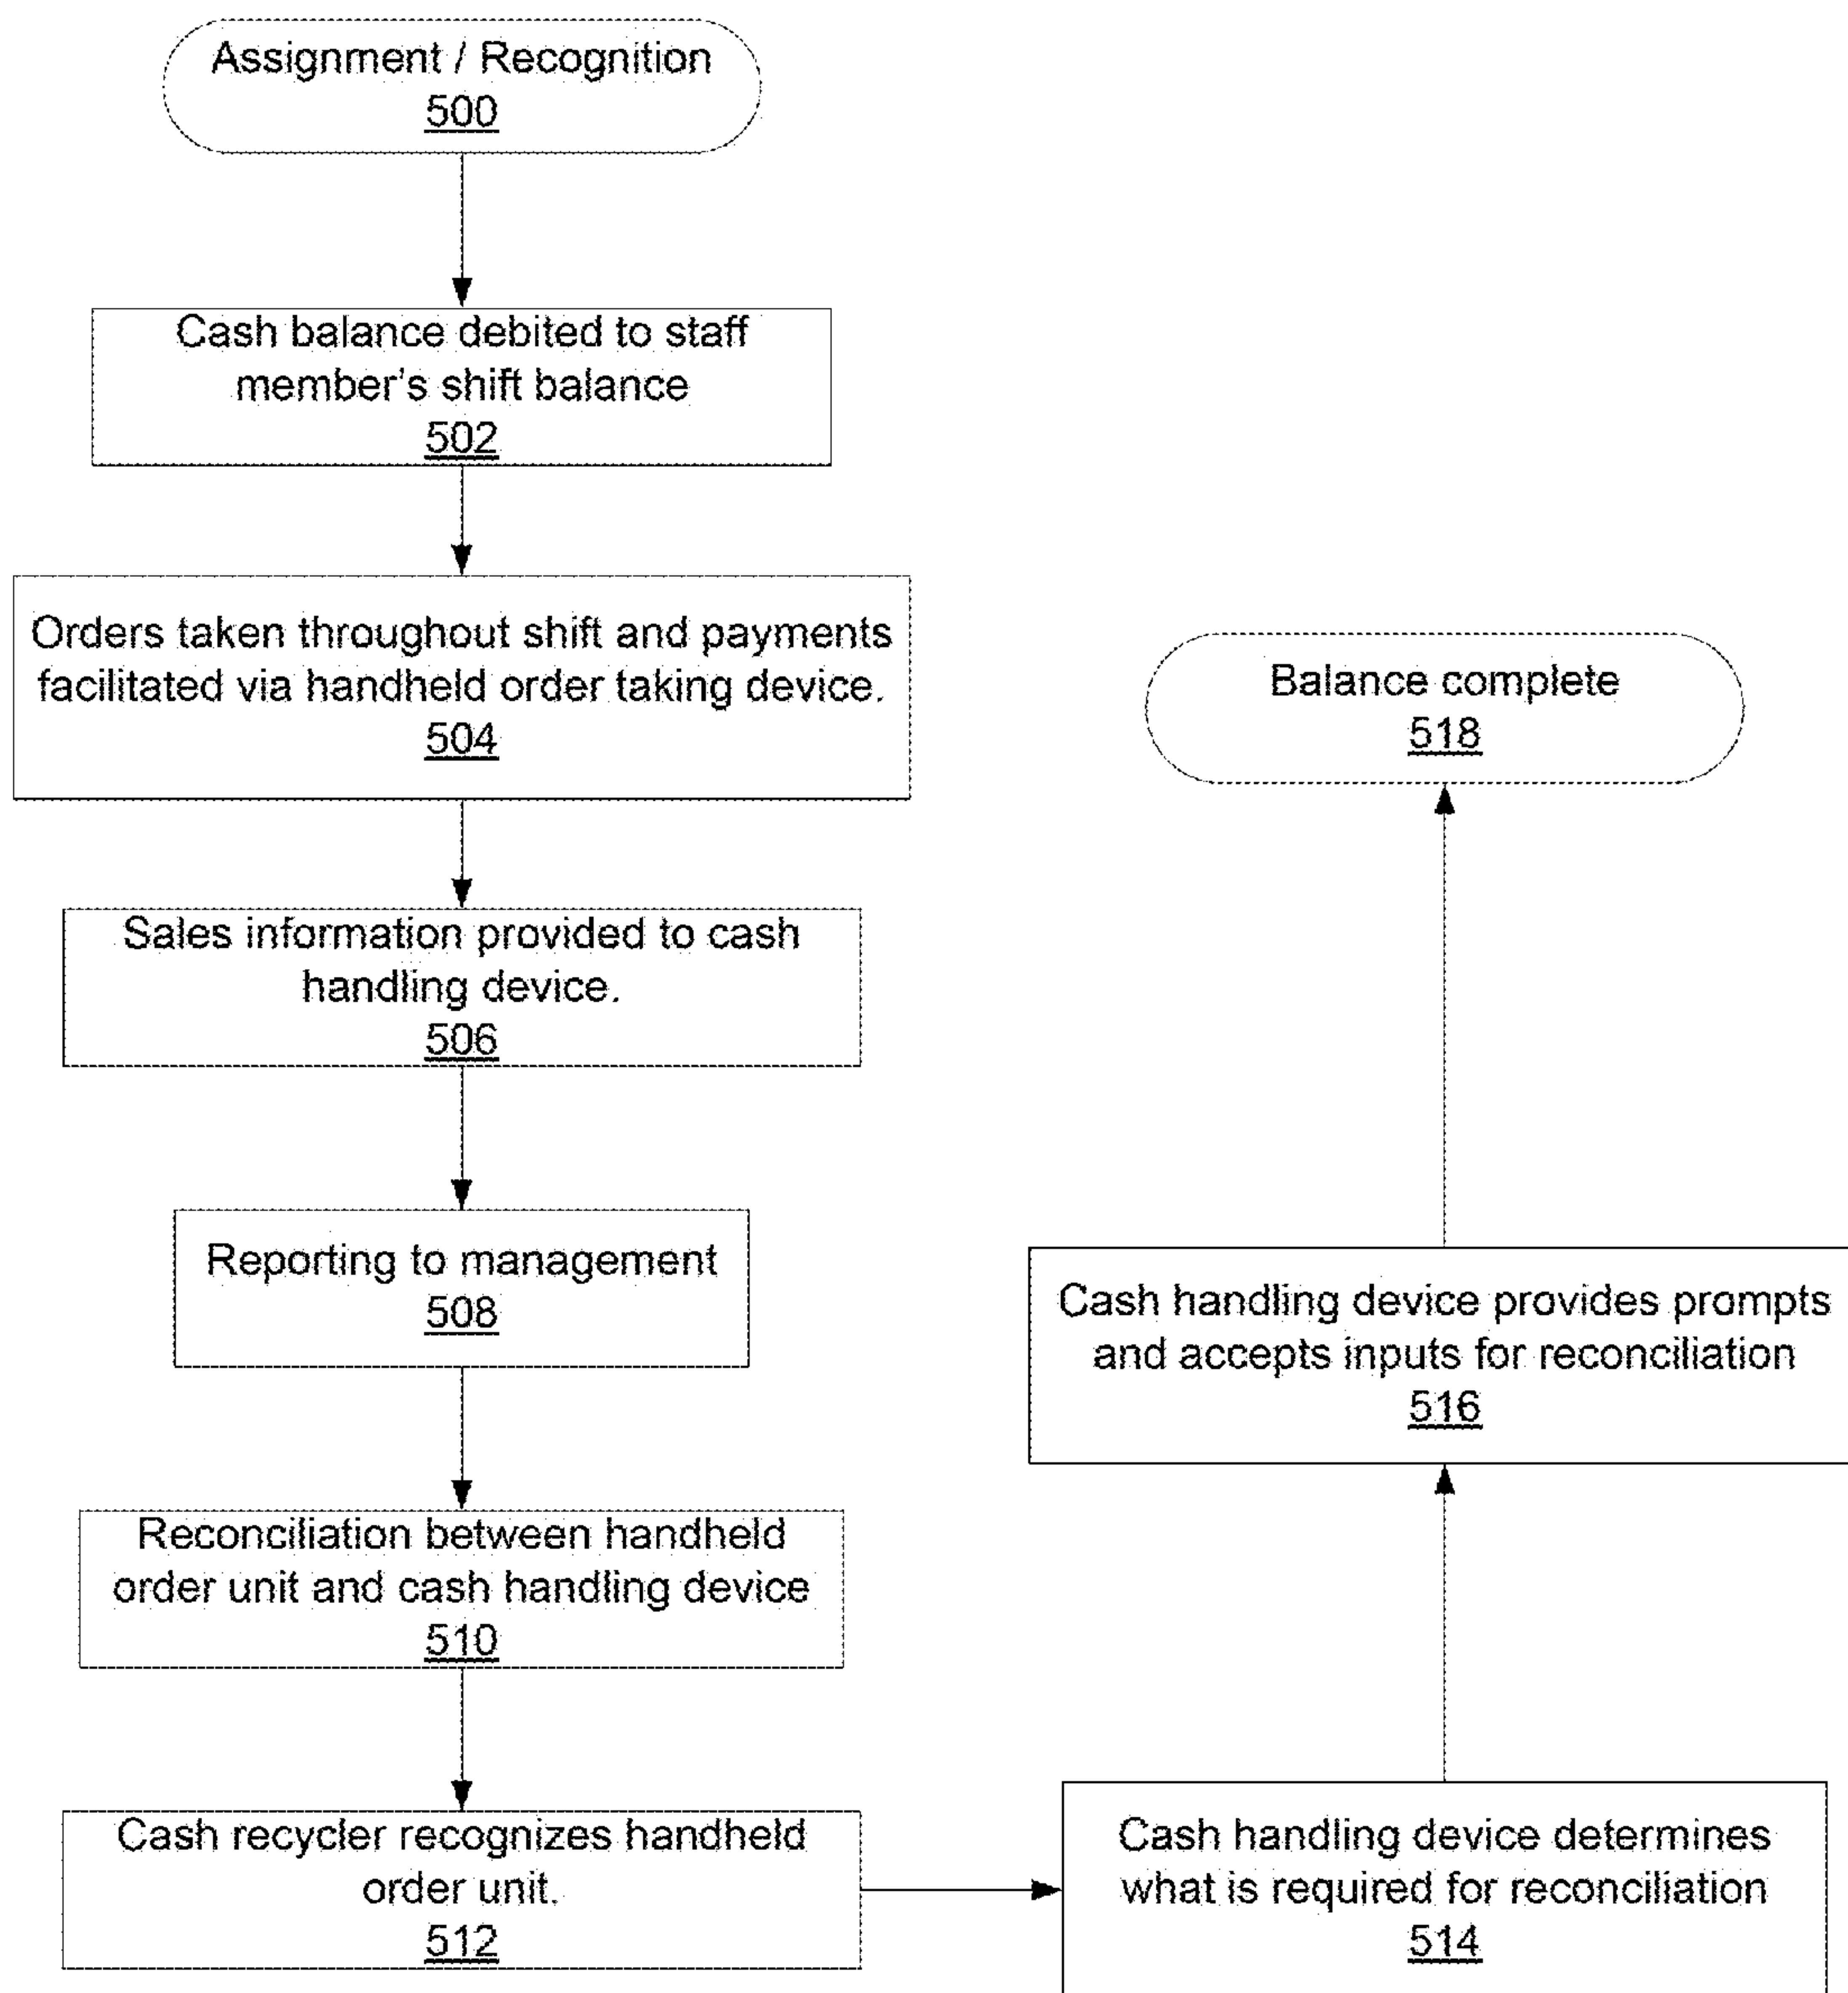 Assignment / Recognition
500
Cash balance debited to staff
member's shift balance
502
Orders taken throughout shift and payments
facilitated via handheld order taking device.
504
Sales information provided to cash
handling device.
506
Reporting to management
508
Reconciliation between handheld
order unit and cash handling device
510
Cash recycler recognizes handheld
order unit.
512
Cash handling device determines
what is required for reconciliation
514
Cash handling device provides prompts
and accepts inputs for reconciliation
516
Balance complete
518